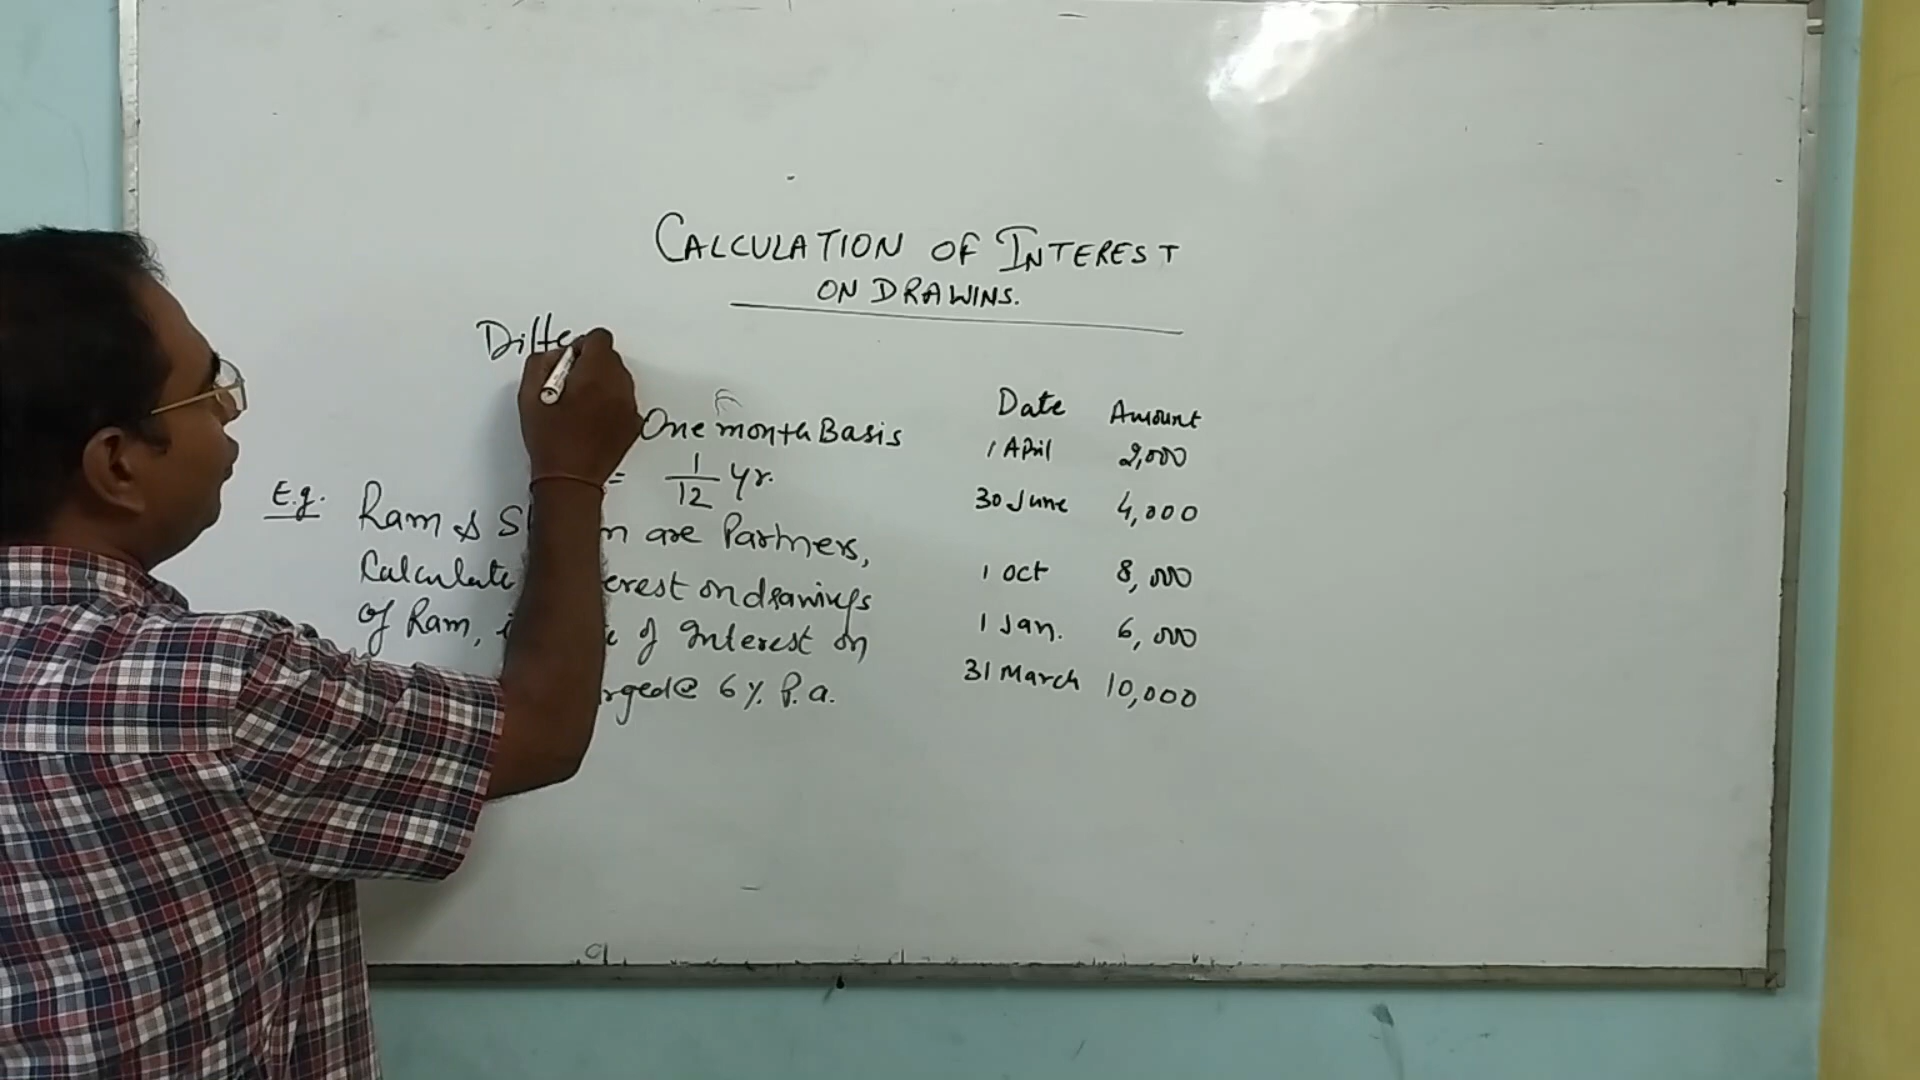 CALCULATION OF INTEREST
ON DRAWINS.
Diffe
One month Basis
= 1/12 Yr.
E.g. Ram & are Partners,
Calculate erest on drawings
of Ram, of Interest on
rged@ 6% P.a.
Date Amount
1 April 2,000
30 June 4,000
1 Oct 8,000
1 Jan. 6,000
31 March 10,000